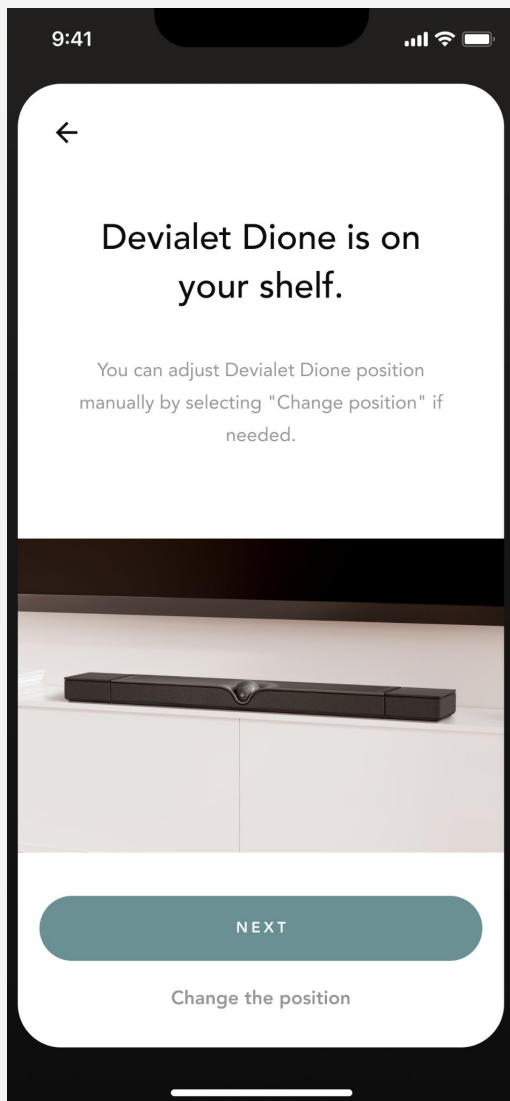 9:41
Devialet Dione is on
your shelf.
You can adjust Devialet Dione position
manually by selecting "Change position" if
needed.
NEXT
Change the position